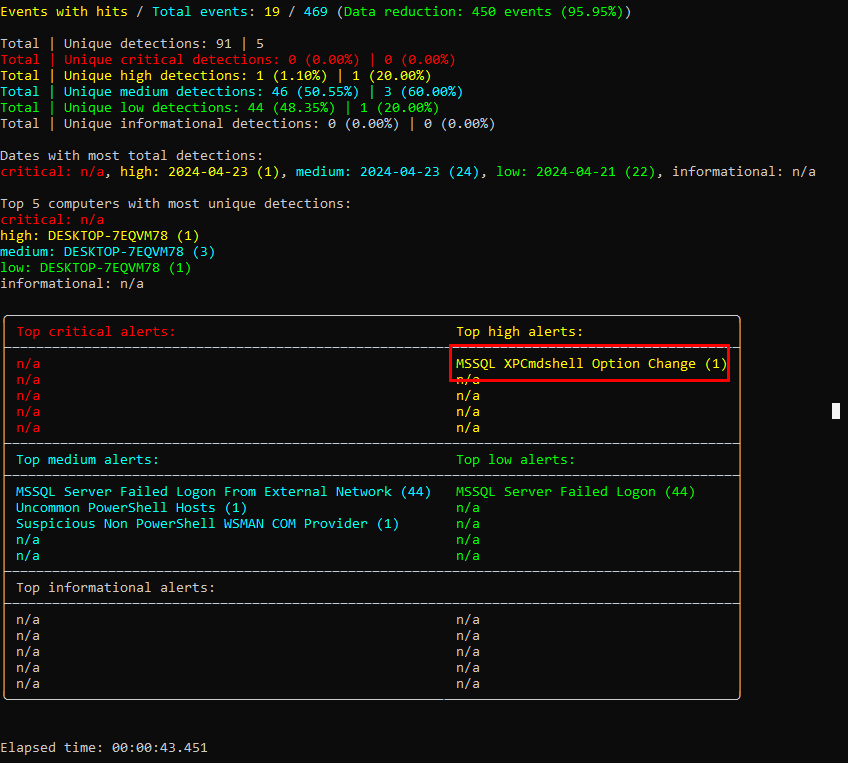 Events with hits / Total events: 19 / 469 (Data reduction: 450 events (95.95%))
Total | Unique detections: 91 | 5
Total | Unique critical detections: 0 (0.00%) | 0 (0.00%)
Total | Unique high detections: 1 (1.10%) | 1 (20.00%)
Total | Unique medium detections: 46 (50.55%) | 3 (60.00%)
Total | Unique low detections: 44 (48.35%) | 1 (20.00%)
Total | Unique informational detections: 0 (0.00%) | 0 (0.00%)
Dates with most total detections:
critical: n/a, high: 2024-04-23 (1), medium: 2024-04-23 (24), low: 2024-04-21 (22), informational: n/a
Top 5 computers with most unique detections:
critical: n/a
high: DESKTOP-7EQVM78 (1)
medium: DESKTOP-7EQVM78 (3)
low: DESKTOP-7EQVM78 (1)
informational: n/a
Top critical alerts: Top high alerts:
n/a MSSQL XPCmdshell Option Change (1)
n/a n/a
n/a n/a
n/a n/a
n/a n/a
Top medium alerts: Top low alerts:
MSSQL Server Failed Logon From External Network (44) MSSQL Server Failed Logon (44)
Uncommon PowerShell Hosts (1) n/a
Suspicious Non PowerShell WSMAN COM Provider (1) n/a
n/a n/a
n/a n/a
Top informational alerts:
n/a n/a
n/a n/a
n/a n/a
n/a n/a
n/a n/a
Elapsed time: 00:00:43.451